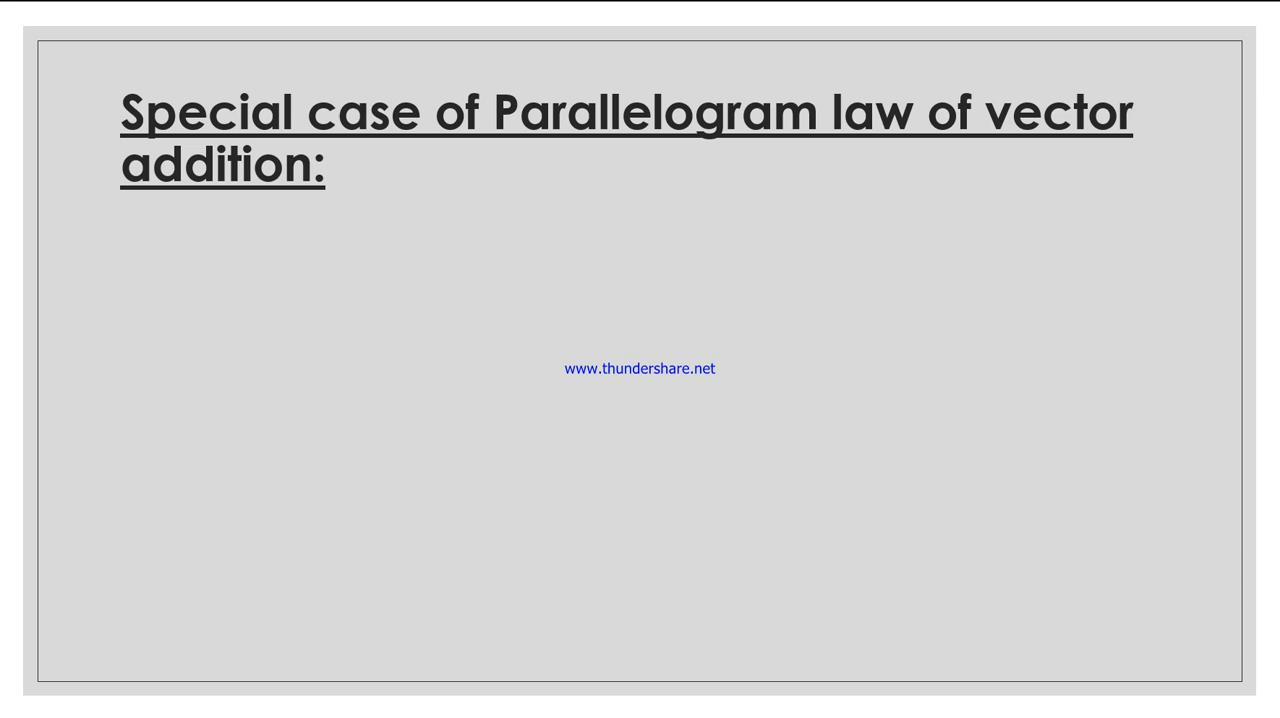 Special case of Parallelogram law of vector
addition:
www.thundershare.net